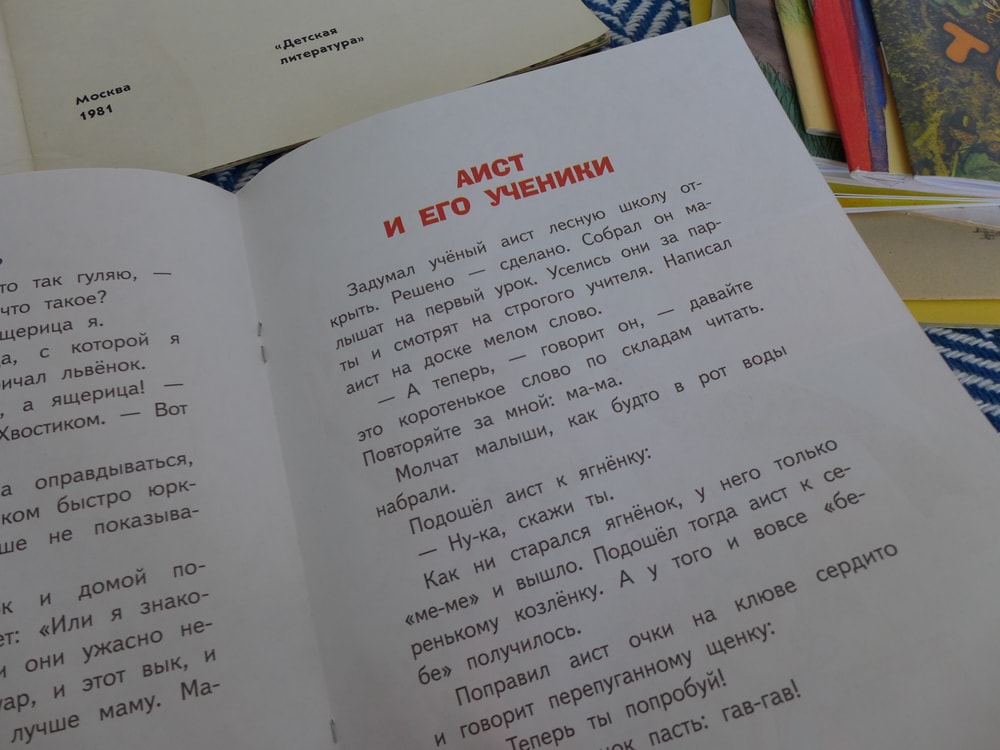 «Детская
литература»
Москва
1981
то так гуляю, —
что такое?
ящерица я.
с которой я
львёнок.
а ящерица! —
Хвостиком. — Вот
оправдываться,
быстро юрк-
не показыва-
и домой по-
«Или я знако-
и они ужасно не-
и этот вык, и
лучше маму. Ма-
АИСТ
И ЕГО УЧЕНИКИ
Задумал учёный аист лесную школу от-
крыть. Решено — сделано. Собрал он ма-
лышат на первый урок. Уселись они за пар-
ты и смотрят на строгого учителя. Написал
аист на доске мелом слово.
— А теперь, — говорит он, — давайте
это коротенькое слово по складам читать.
Повторяйте за мной: ма-ма.
Молчат малыши, как будто в рот воды
набрали.
Подошёл аист к ягнёнку:
— Ну-ка, скажи ты.
Как ни старался ягнёнок, у него только
«ме-ме» и вышло. Подошёл тогда аист к се-
ренькому козлёнку. А у того и вовсе «бе-
бе» получилось.
Поправил аист очки на клюве сердито
и говорит перепуганному щенку:
Теперь ты попробуй!
пасть: гав-гав!